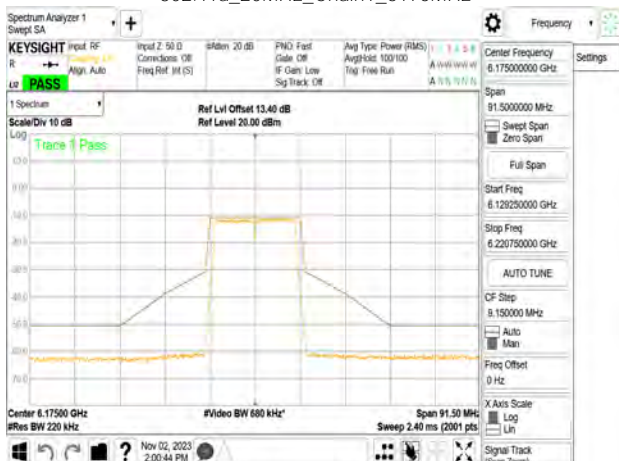 Spectrum Analyzer 1
Swept SA
Frequency
Settings
KEYSIGHT
Input: RF
R
Align: Auto
Input Z: 50 Ω
Corrections: Off
Freq Ref: Int (S)
#Atten: 20 dB
PNO: Fast
Gate: Off
IF Gain: Low
Sig Track: Off
Avg Type: Power (RMS)
Avg|Hold: 100/100
Trig: Free Run
PASS
1 Spectrum
Scale/Div 10 dB
Ref Lvl Offset 13.40 dB
Ref Level 20.00 dBm
Log
Trace 1 Pass
Center 6.17500 GHz
#Res BW 220 kHz
#Video BW 680 kHz*
Span 91.50 MHz
Sweep 2.40 ms (2001 pts
Nov 02, 2023
2:00:44 PM
Center Frequency
6.175000000 GHz
Span
91.5000000 MHz
Swept Span
Zero Span
Full Span
Start Freq
6.129250000 GHz
Stop Freq
6.220750000 GHz
AUTO TUNE
CF Step
9.150000 MHz
Auto
Man
Freq Offset
0 Hz
X Axis Scale
Log
Lin
Signal Track